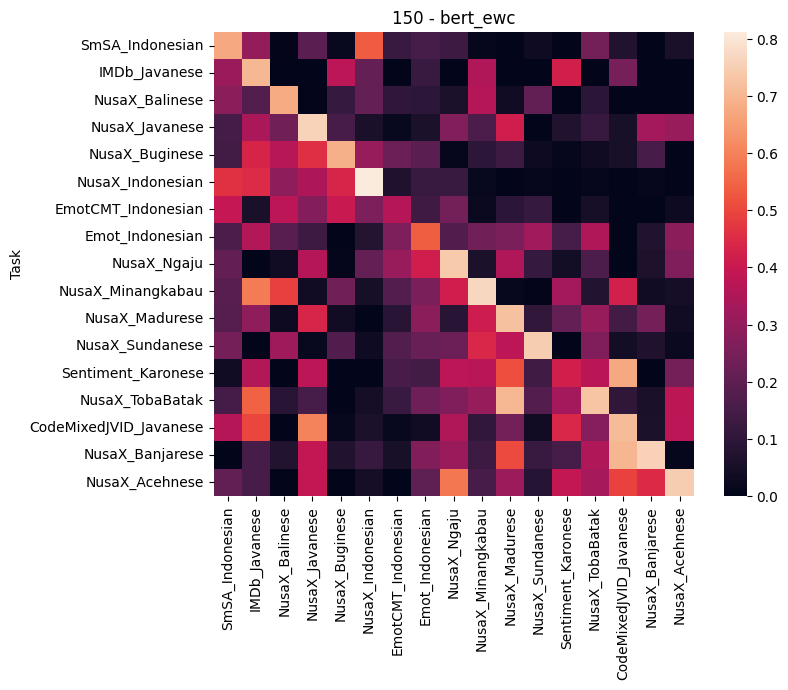 150 - bert_ewc
Task
SmSA_Indonesian
IMDb_Javanese
NusaX_Balinese
NusaX_Javanese
NusaX_Buginese
NusaX_Indonesian
EmotCMT_Indonesian
Emot_Indonesian
NusaX_Ngaju
NusaX_Minangkabau
NusaX_Madurese
NusaX_Sundanese
Sentiment_Karonese
NusaX_TobaBatak
CodeMixedJVID_Javanese
NusaX_Banjarese
NusaX_Acehnese
SmSA_Indonesian
IMDb_Javanese
NusaX_Balinese
NusaX_Javanese
NusaX_Buginese
NusaX_Indonesian
EmotCMT_Indonesian
Emot_Indonesian
NusaX_Ngaju
NusaX_Minangkabau
NusaX_Madurese
NusaX_Sundanese
Sentiment_Karonese
NusaX_TobaBatak
CodeMixedJVID_Javanese
NusaX_Banjarese
NusaX_Acehnese
0.8
0.7
0.6
0.5
0.4
0.3
0.2
0.1
0.0